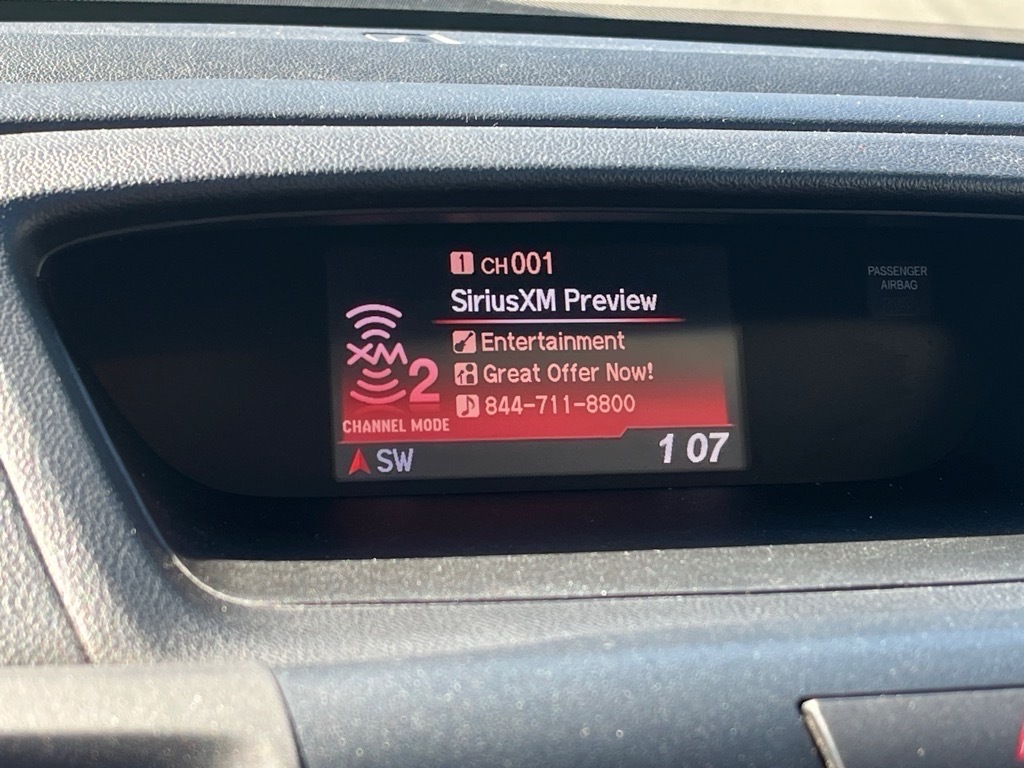 1 CH001
SiriusXM Preview
Entertainment
Great Offer Now!
844-711-8800
XM 2
CHANNEL MODE
SW
1 07
PASSENGER
AIRBAG